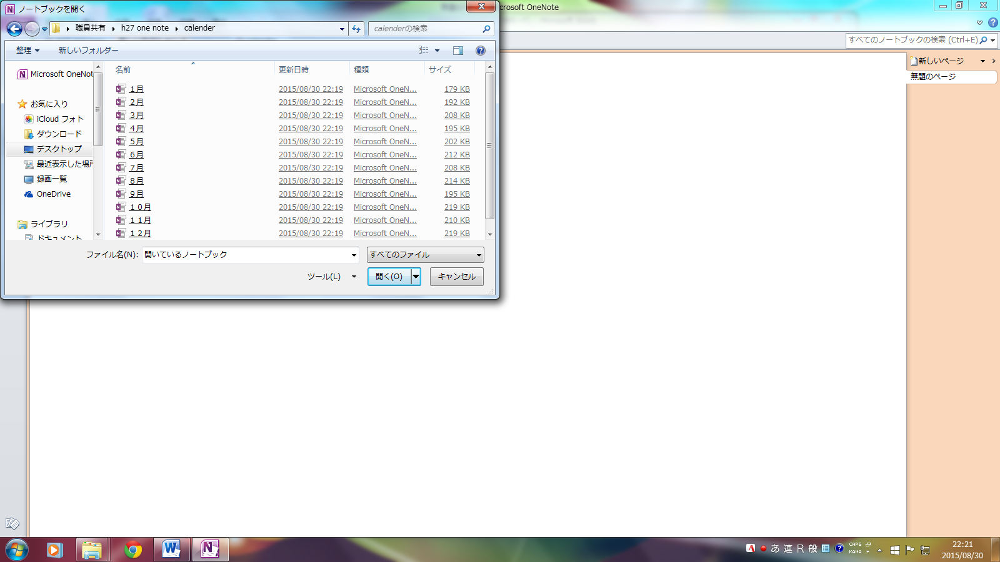 ノートブックを開く
crosoft OneNote
職員共有 h27 one note calender
calenderの検索
整理 新しいフォルダー
すべてのノートブックの検索 (Ctrl+E)
新しいページ
無題のページ
Microsoft OneNot
お気に入り
iCloud フォト
ダウンロード
デスクトップ
最近表示した場所
録画一覧
OneDrive
ライブラリ
ドキュメント
名前 更新日時 種類 サイズ
1月 2015/08/30 22:19 Microsoft OneN... 179 KB
2月 2015/08/30 22:19 Microsoft OneN... 192 KB
3月 2015/08/30 22:19 Microsoft OneN... 208 KB
4月 2015/08/30 22:19 Microsoft OneN... 195 KB
5月 2015/08/30 22:19 Microsoft OneN... 202 KB
6月 2015/08/30 22:19 Microsoft OneN... 212 KB
7月 2015/08/30 22:19 Microsoft OneN... 208 KB
8月 2015/08/30 22:19 Microsoft OneN... 214 KB
9月 2015/08/30 22:19 Microsoft OneN... 195 KB
10月 2015/08/30 22:19 Microsoft OneN... 219 KB
11月 2015/08/30 22:19 Microsoft OneN... 210 KB
12月 2015/08/30 22:19 Microsoft OneN... 219 KB
ファイル名(N): 開いているノートブック すべてのファイル
ツール(L) 開く(O) キャンセル
A あ 連 R 般 CAPS KANA
22:21
2015/08/30